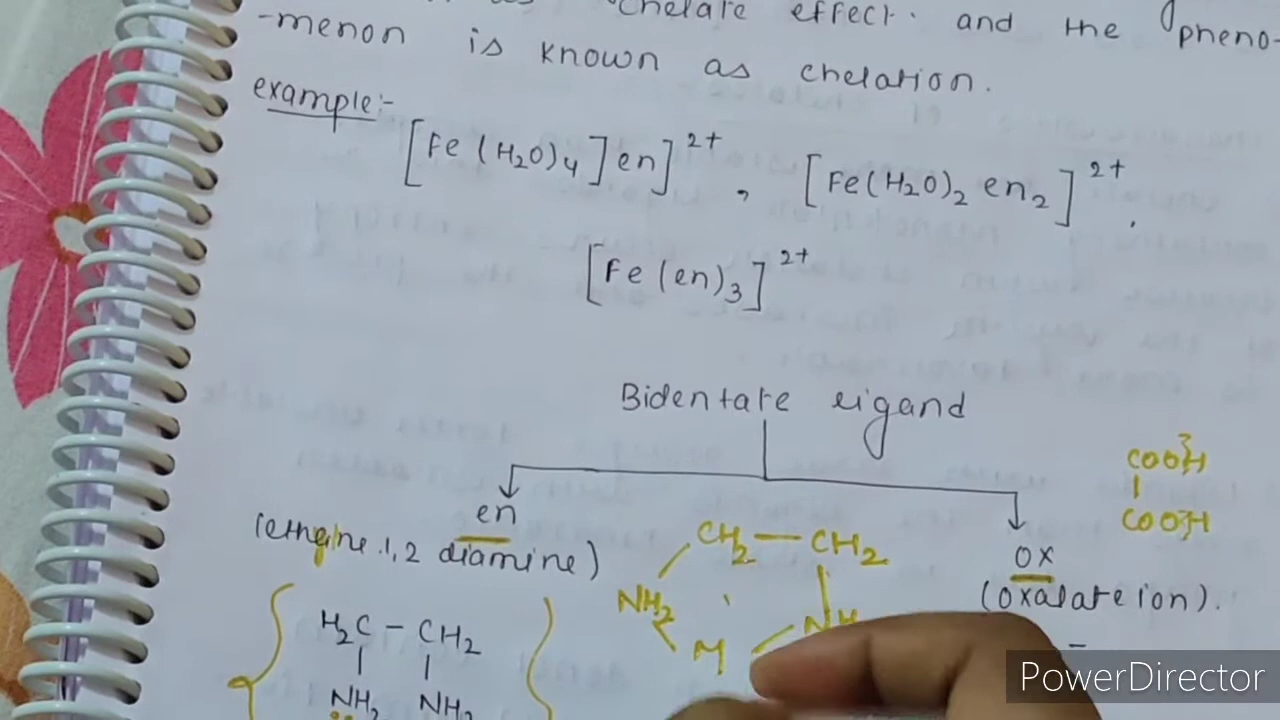 chelate effect. and the pheno-
-menon is known as chelation.
example:-
[Fe (H₂O)₄] en]²⁺, [Fe(H₂O)₂ en₂]²⁺,
[Fe (en)₃]²⁺
Bidentate ligand
en
(ethane 1,2 diamine)
ox
(oxalate ion).
COOH
COOH
CH₂ — CH₂
NH₂
M
H₂C - CH₂
NH₂ NH₂
PowerDirector